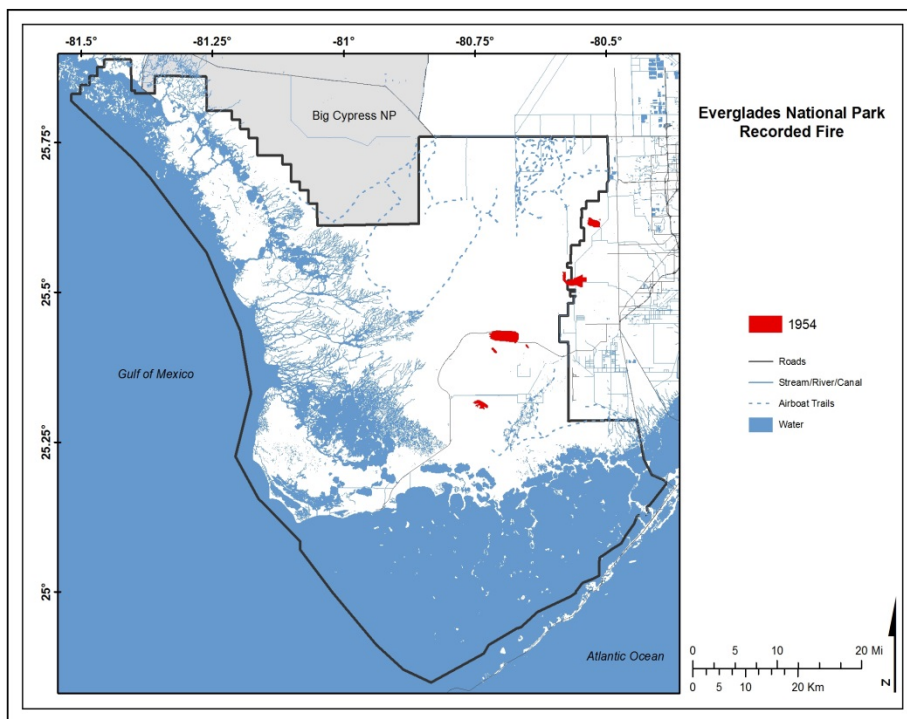 -81.5° -81.25° -81° -80.75° -80.5°
25.75°
25.5°
25.25°
25°
Big Cypress NP
Gulf of Mexico
Atlantic Ocean
Everglades National Park
Recorded Fire
1954
Roads
Stream/River/Canal
Airboat Trails
Water
0 5 10 20 Mi
0 5 10 20 Km
N